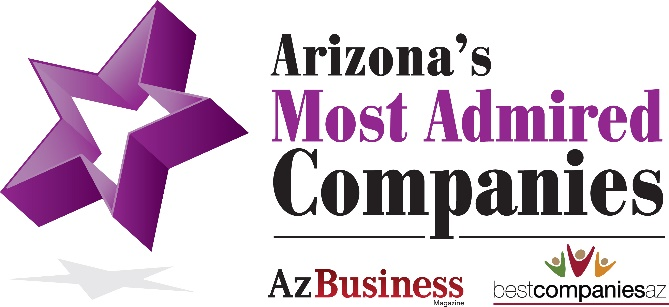 Arizona's
Most Admired
Companies
AzBusiness
Magazine
bestcompaniesaz